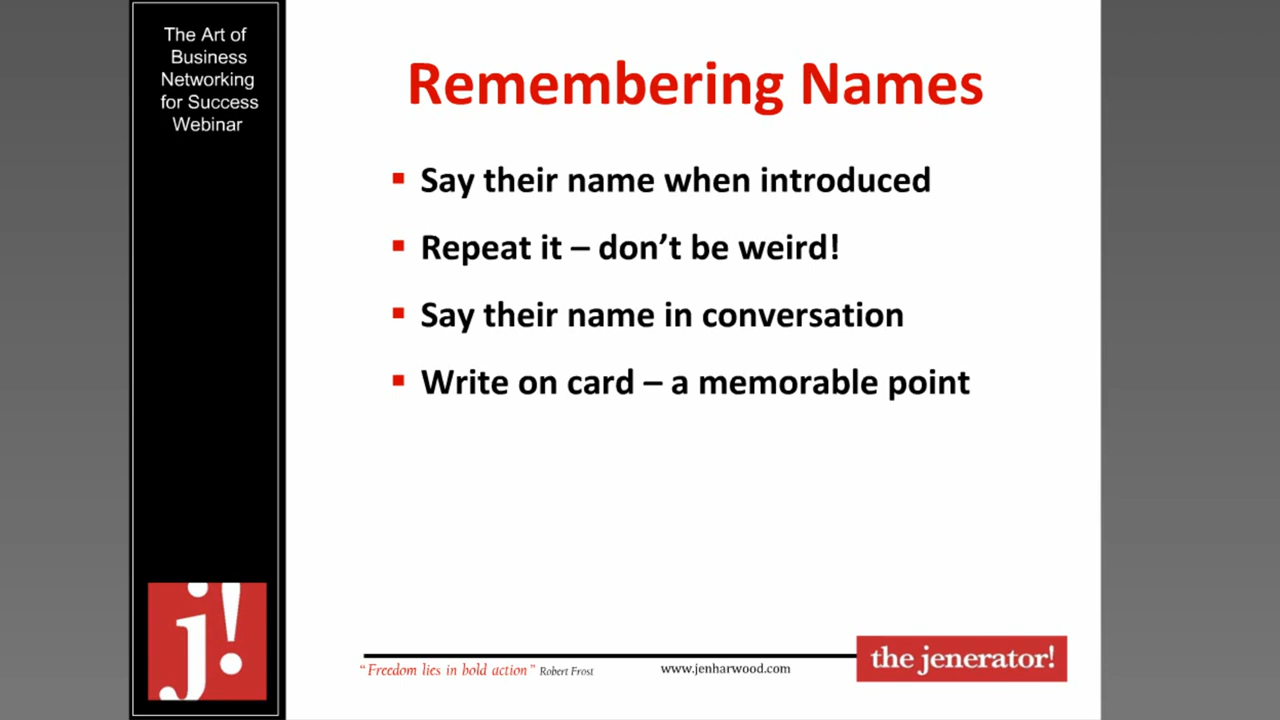 The Art of
Business
Networking
for Success
Webinar
Remembering Names
▪ Say their name when introduced
▪ Repeat it – don’t be weird!
▪ Say their name in conversation
▪ Write on card – a memorable point
j!
“Freedom lies in bold action” Robert Frost
www.jenharwood.com
the jenerator!